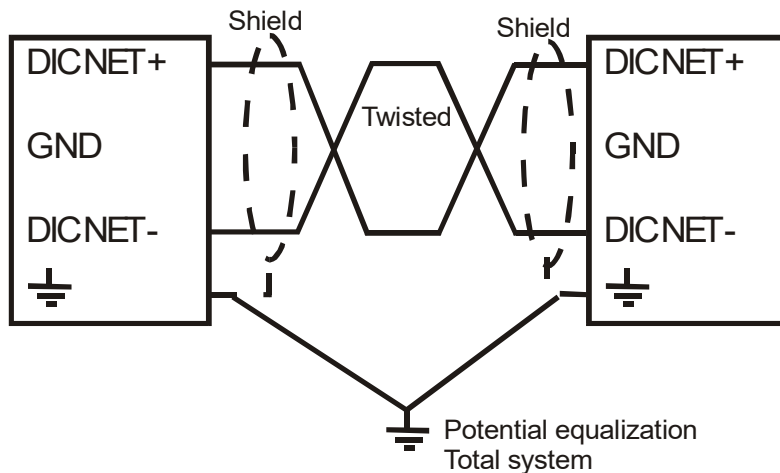 Shield
Shield
DICNET+
DICNET+
Twisted
GND
GND
DICNET-
DICNET-
Potential equalization
Total system